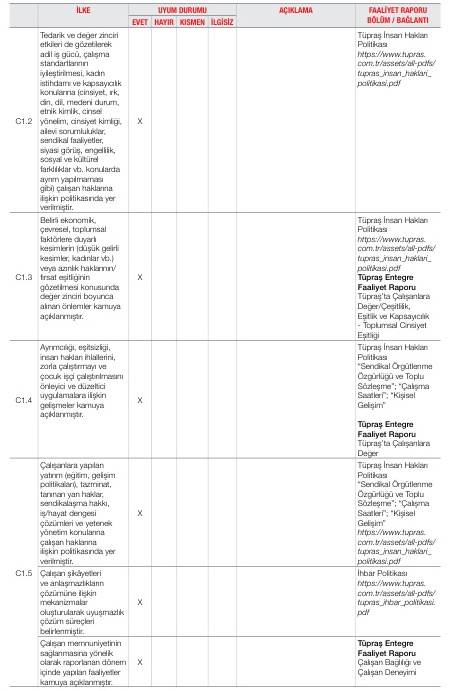 İLKE
UYUM DURUMU
EVET HAYIR KISMEN İLGİSİZ
AÇIKLAMA
FAALİYET RAPORU
BÖLÜM / BAĞLANTI
C1.2
Tedarik ve değer zinciri
etkileri de gözetilerek
adil iş gücü, çalışma
standartlarının
iyileştirilmesi, kadın
istihdamı ve kapsayıcılık
konularına (cinsiyet, ırk,
din, dil, medeni durum,
etnik kimlik, cinsel
yönelim, cinsiyet kimliği,
ailevi sorumluluklar,
sendikal faaliyetler,
siyasi görüş, engellilik,
sosyal ve kültürel
farklılıklar vb. konularda
ayrım yapılmaması
gibi) çalışan haklarına
ilişkin politikasında yer
verilmiştir.
X
Tüpraş İnsan Hakları
Politikası
https://www.tupras.
com.tr/assets/all-pdfs/
tupras_insan_haklari_
politikasi.pdf
C1.3
Belirli ekonomik,
çevresel, toplumsal
faktörlere duyarlı
kesimlerin (düşük gelirli
kesimler, kadınlar vb.)
veya azınlık haklarının/
fırsat eşitliğinin
gözetilmesi konusunda
değer zinciri boyunca
alınan önlemler kamuya
açıklanmıştır.
X
Tüpraş İnsan Hakları
Politikası
https://www.tupras.
com.tr/assets/all-pdfs/
tupras_insan_haklari_
politikasi.pdf
Tüpraş Entegre
Faaliyet Raporu
Tüpraş'ta Çalışanlara
Değer/Çeşitlilik,
Eşitlik ve Kapsayıcılık
- Toplumsal Cinsiyet
Eşitliği
C1.4
Ayrımcılığı, eşitsizliği,
insan hakları ihlallerini,
zorla çalıştırmayı ve
çocuk işçi çalıştırılmasını
önleyici ve düzeltici
uygulamalara ilişkin
gelişmeler kamuya
açıklanmıştır.
X
Tüpraş İnsan Hakları
Politikası
"Sendikal Örgütlenme
Özgürlüğü ve Toplu
Sözleşme"; "Çalışma
Saatleri"; "Kişisel
Gelişim"
Tüpraş Entegre
Faaliyet Raporu
Tüpraş'ta Çalışanlara
Değer
C1.5
Çalışanlara yapılan
yatırım (eğitim, gelişim
politikaları), tazminat,
tanınan yan haklar,
sendikalaşma hakkı,
iş/hayat dengesi
çözümleri ve yetenek
yönetim konularına
çalışan haklarına
ilişkin politikasında yer
verilmiştir.
X
Tüpraş İnsan Hakları
Politikası
"Sendikal Örgütlenme
Özgürlüğü ve Toplu
Sözleşme"; "Çalışma
Saatleri"; "Kişisel
Gelişim"
https://www.tupras.
com.tr/assets/all-pdfs/
tupras_insan_haklari_
politikasi.pdf
Çalışan şikâyetleri
ve anlaşmazlıkların
çözümüne ilişkin
mekanizmalar
oluşturularak uyuşmazlık
çözüm süreçleri
belirlenmiştir.
X
İhbar Politikası
https://www.tupras.
com.tr/assets/all-pdfs/
tupras_ihbar_politikasi.
pdf
Çalışan memnuniyetinin
sağlanmasına yönelik
olarak raporlanan dönem
içinde yapılan faaliyetler
kamuya açıklanmıştır.
X
Tüpraş Entegre
Faaliyet Raporu
Çalışan Bağlılığı ve
Çalışan Deneyimi